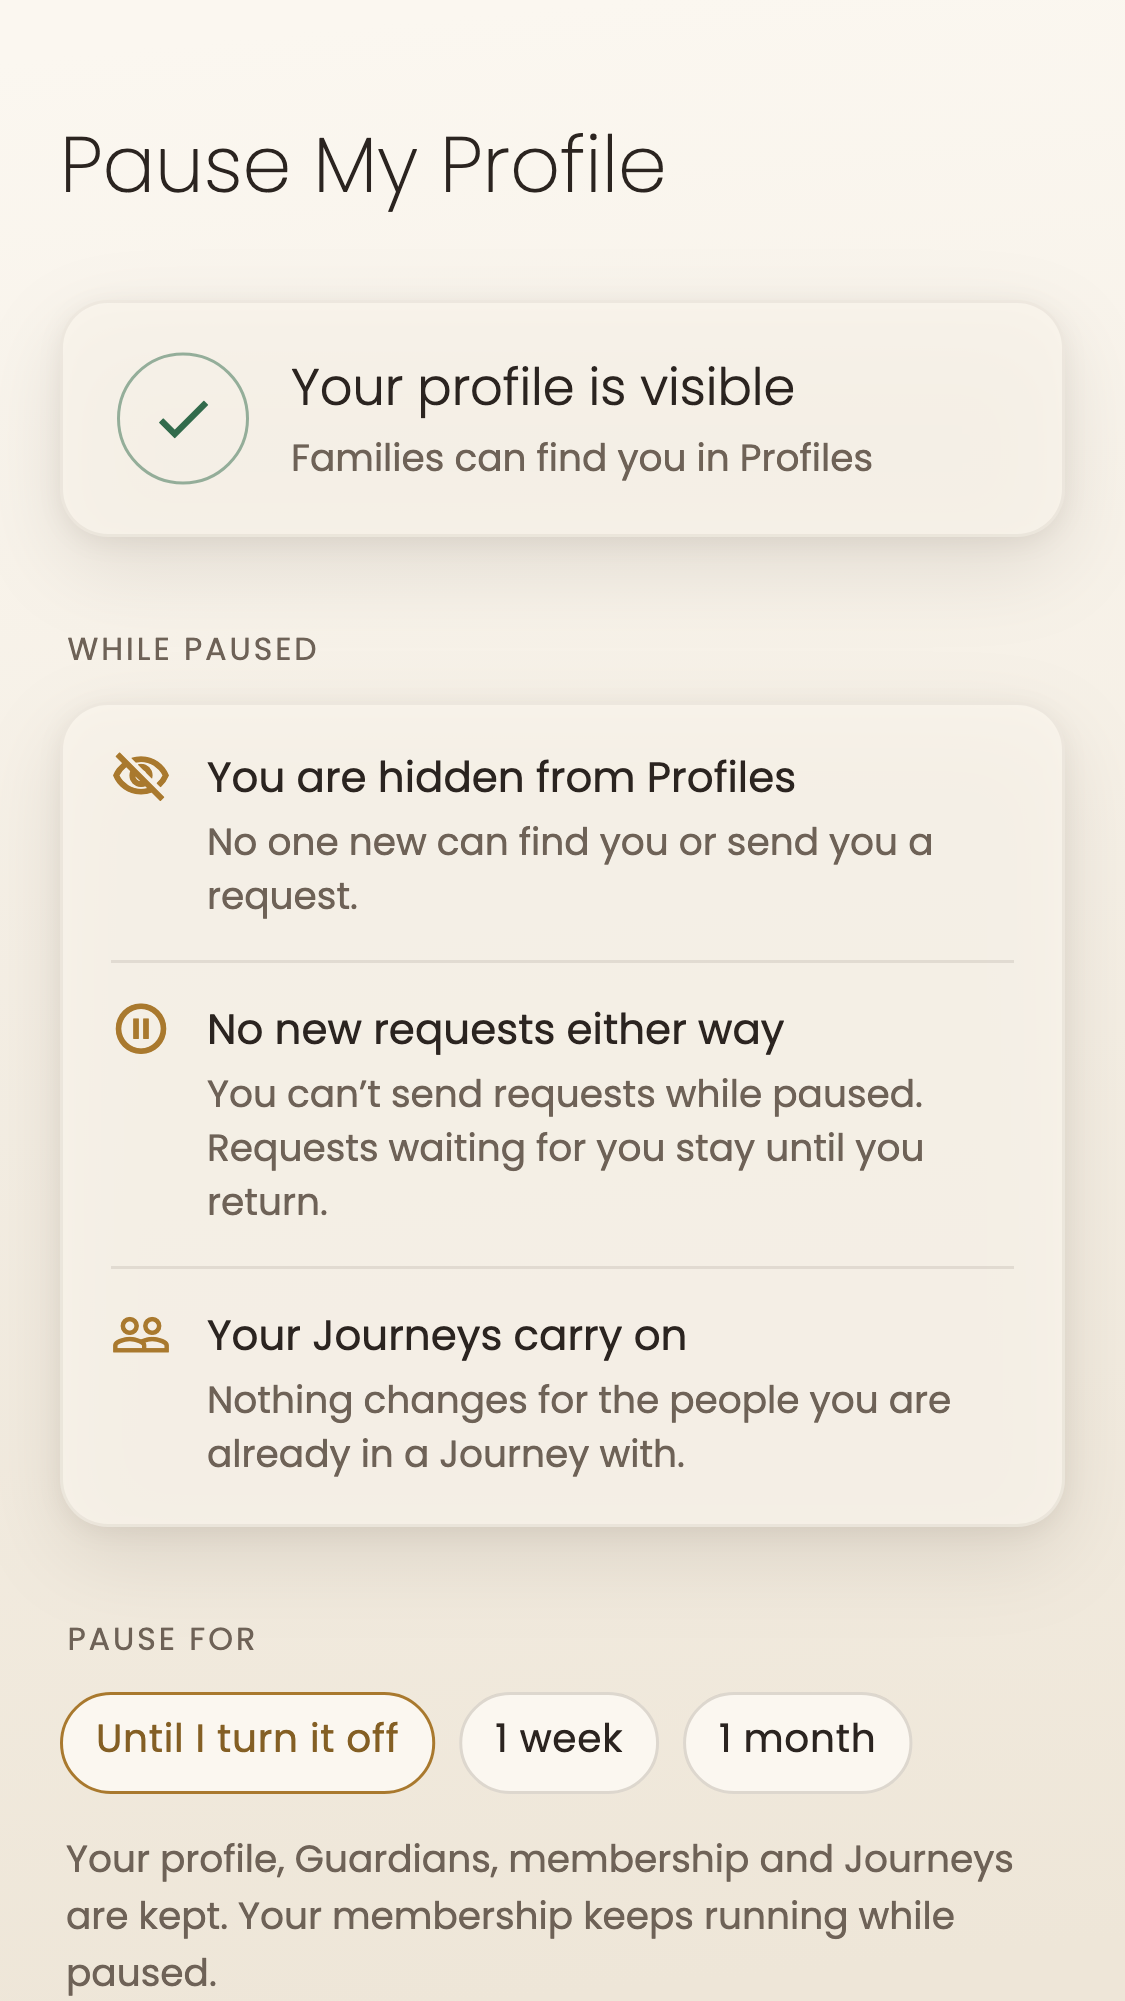 Pause My Profile
Your profile is visible
Families can find you in Profiles
WHILE PAUSED
You are hidden from Profiles
No one new can find you or send you a
request.
No new requests either way
You can’t send requests while paused.
Requests waiting for you stay until you
return.
Your Journeys carry on
Nothing changes for the people you are
already in a Journey with.
PAUSE FOR
Until I turn it off
1 week
1 month
Your profile, Guardians, membership and Journeys
are kept. Your membership keeps running while
paused.